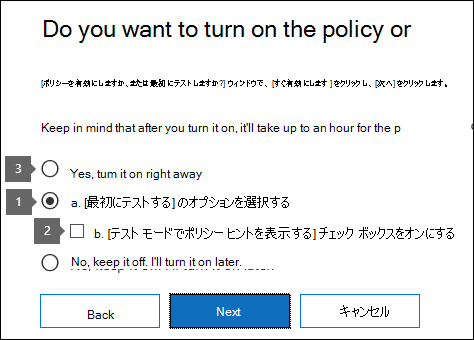 Do you want to turn on the policy or
[ポリシーを有効にしますか、または最初にテストしますか?] ウィンドウで、[すぐ有効にします] をクリックし、[次へ] をクリックします。
Keep in mind that after you turn it on, it'll take up to an hour for the p
3 Yes, tum it on right away
1 a. [最初にテストする] のオプションを選択する
2 b. [テスト モードでポリシー ヒントを表示する] チェック ボックスをオンにする
No, keep it off. I'll turn it on later.
Back Next キャンセル